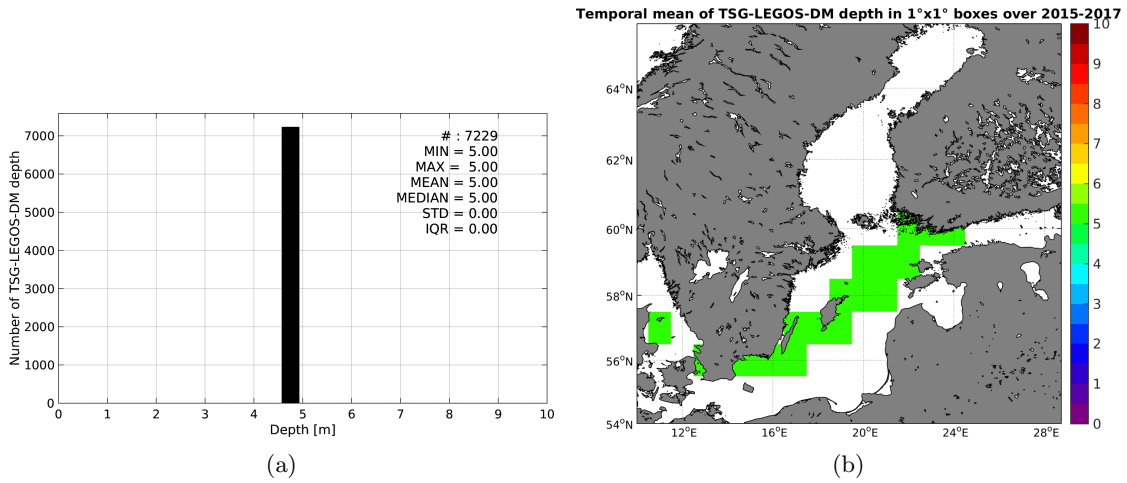 Temporal mean of TSG-LEGOS-DM depth in 1°x1° boxes over 2015-2017
Number of TSG-LEGOS-DM depth
7000
6000
5000
4000
3000
2000
1000
0
# : 7229
MIN = 5.00
MAX = 5.00
MEAN = 5.00
MEDIAN = 5.00
STD = 0.00
IQR = 0.00
0 1 2 3 4 5 6 7 8 9 10
Depth [m]
(a)
64°N
62°N
60°N
58°N
56°N
54°N
12°E 16°E 20°E 24°E 28°E
10
9
8
7
6
5
4
3
2
1
0
(b)